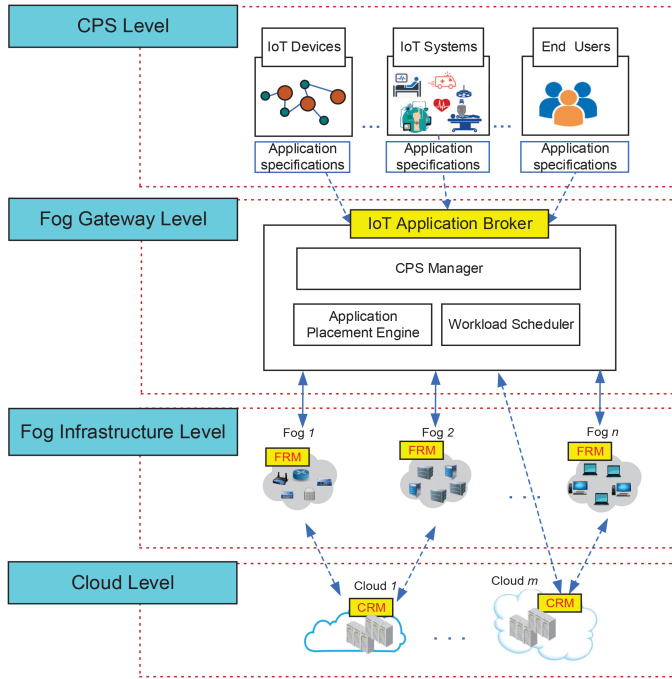 CPS Level
IoT Devices
IoT Systems
End Users
...
...
Application
specifications
Application
specifications
Application
specifications
Fog Gateway Level
IoT Application Broker
CPS Manager
Application
Placement Engine
Workload Scheduler
Fog Infrastructure Level
Fog 1
Fog 2
Fog n
FRM
FRM
FRM
. . . .
Cloud Level
Cloud 1
Cloud m
CRM
CRM
. . . .